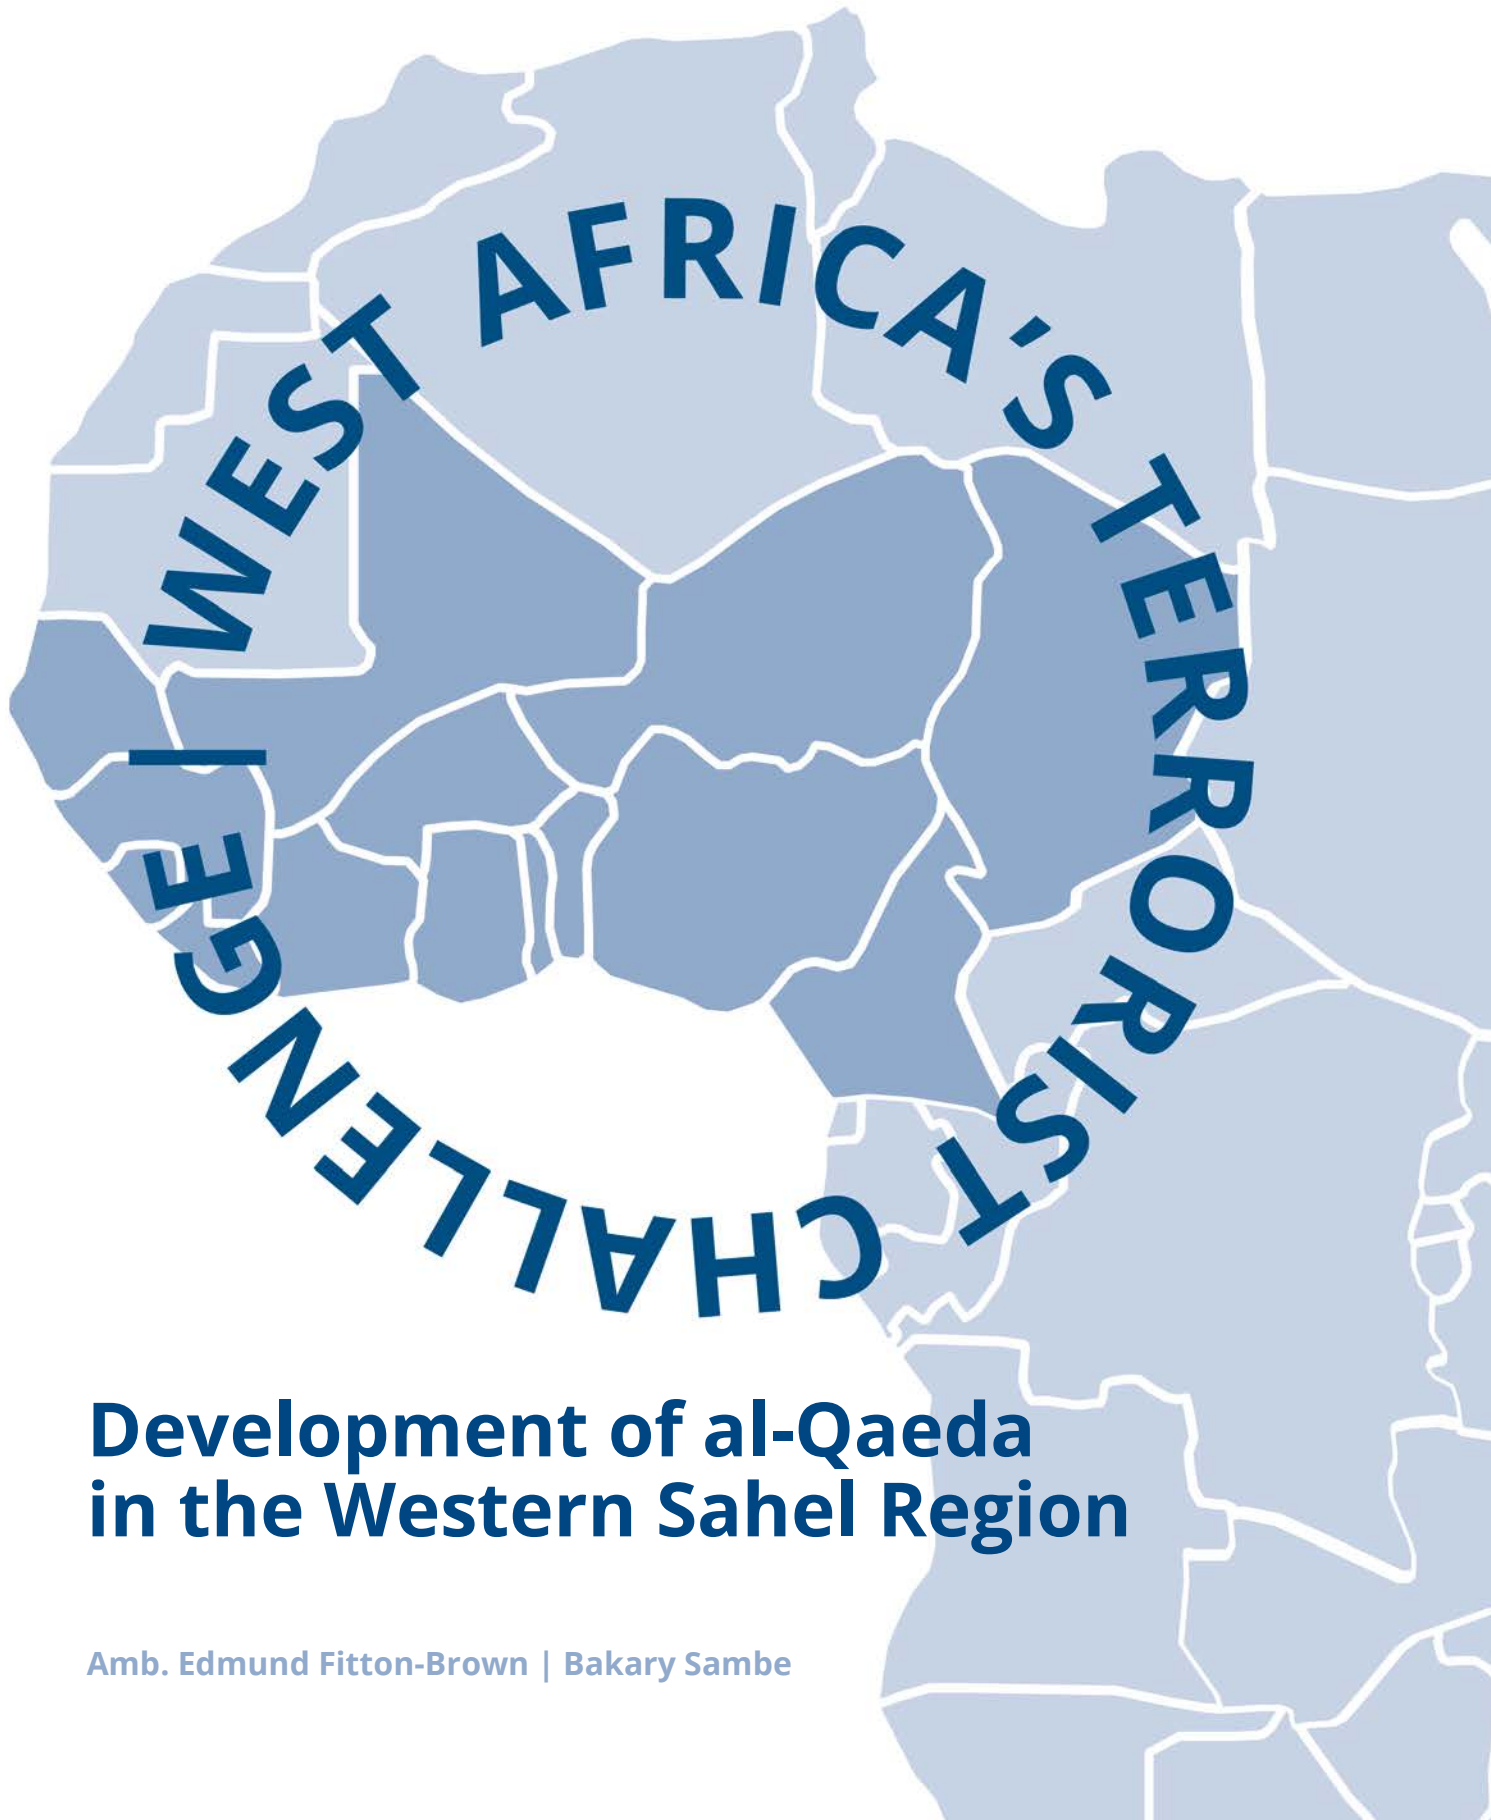 WEST AFRICA'S TERRORIST CHALLENGE |
Development of al-Qaeda
in the Western Sahel Region
Amb. Edmund Fitton-Brown | Bakary Sambe